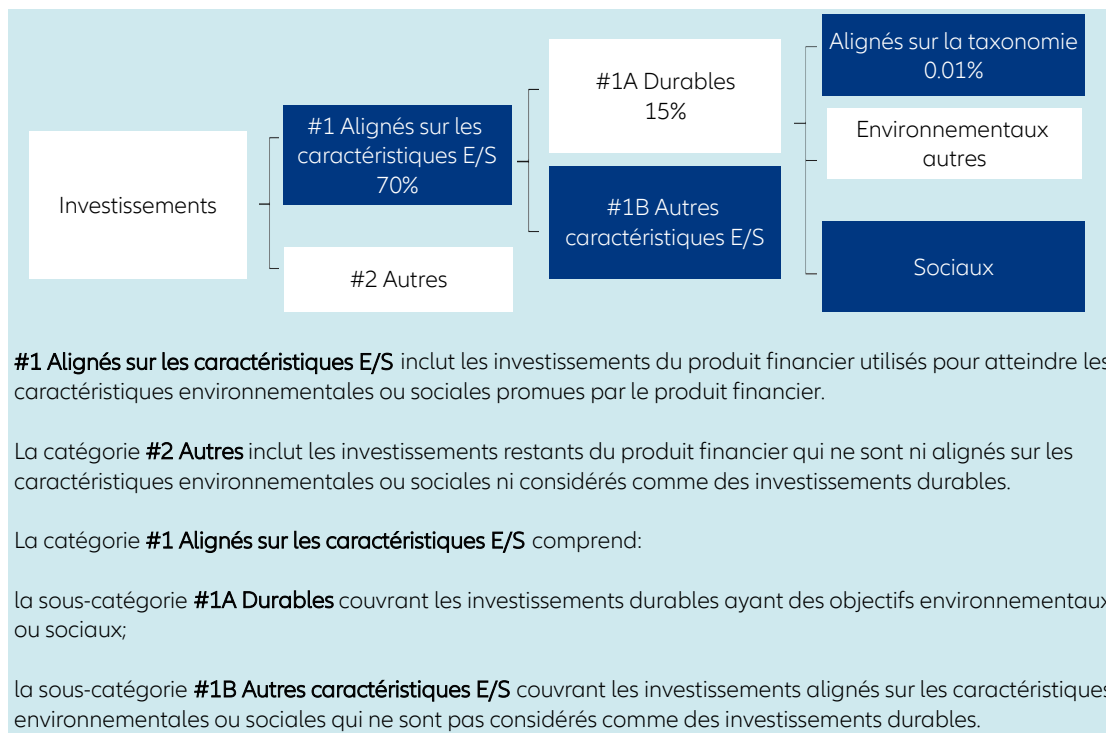 Investissements
#1 Alignés sur les
caractéristiques E/S
70%
#2 Autres
#1A Durables
15%
#1B Autres
caractéristiques E/S
Alignés sur la taxonomie
0.01%
Environnementaux
autres
Sociaux
#1 Alignés sur les caractéristiques E/S inclut les investissements du produit financier utilisés pour atteindre les
caractéristiques environnementales ou sociales promues par le produit financier.
La catégorie #2 Autres inclut les investissements restants du produit financier qui ne sont ni alignés sur les
caractéristiques environnementales ou sociales ni considérés comme des investissements durables.
La catégorie #1 Alignés sur les caractéristiques E/S comprend:
la sous-catégorie #1A Durables couvrant les investissements durables ayant des objectifs environnementaux
ou sociaux;
la sous-catégorie #1B Autres caractéristiques E/S couvrant les investissements alignés sur les caractéristiques
environnementales ou sociales qui ne sont pas considérés comme des investissements durables.